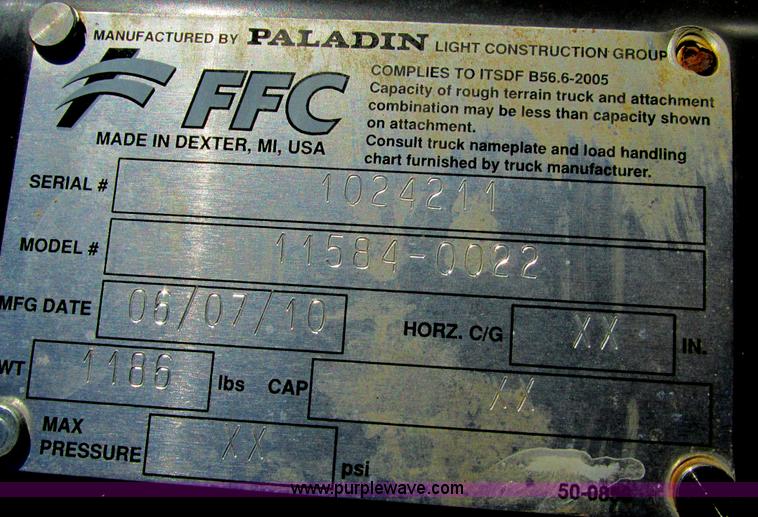 MANUFACTURED BY PALADIN LIGHT CONSTRUCTION GROUP
FFC
MADE IN DEXTER, MI, USA
COMPLIES TO ITSDF B56.6-2005
Capacity of rough terrain truck and attachment
combination may be less than capacity shown
on attachment.
Consult truck nameplate and load handling
chart furnished by truck manufacturer.
SERIAL # 1024211
MODEL # 11584-0022
MFG DATE 06/07/10 HORZ. C/G XX IN.
WT 1186 lbs CAP XX
MAX
PRESSURE XX psi
www.purplewave.com